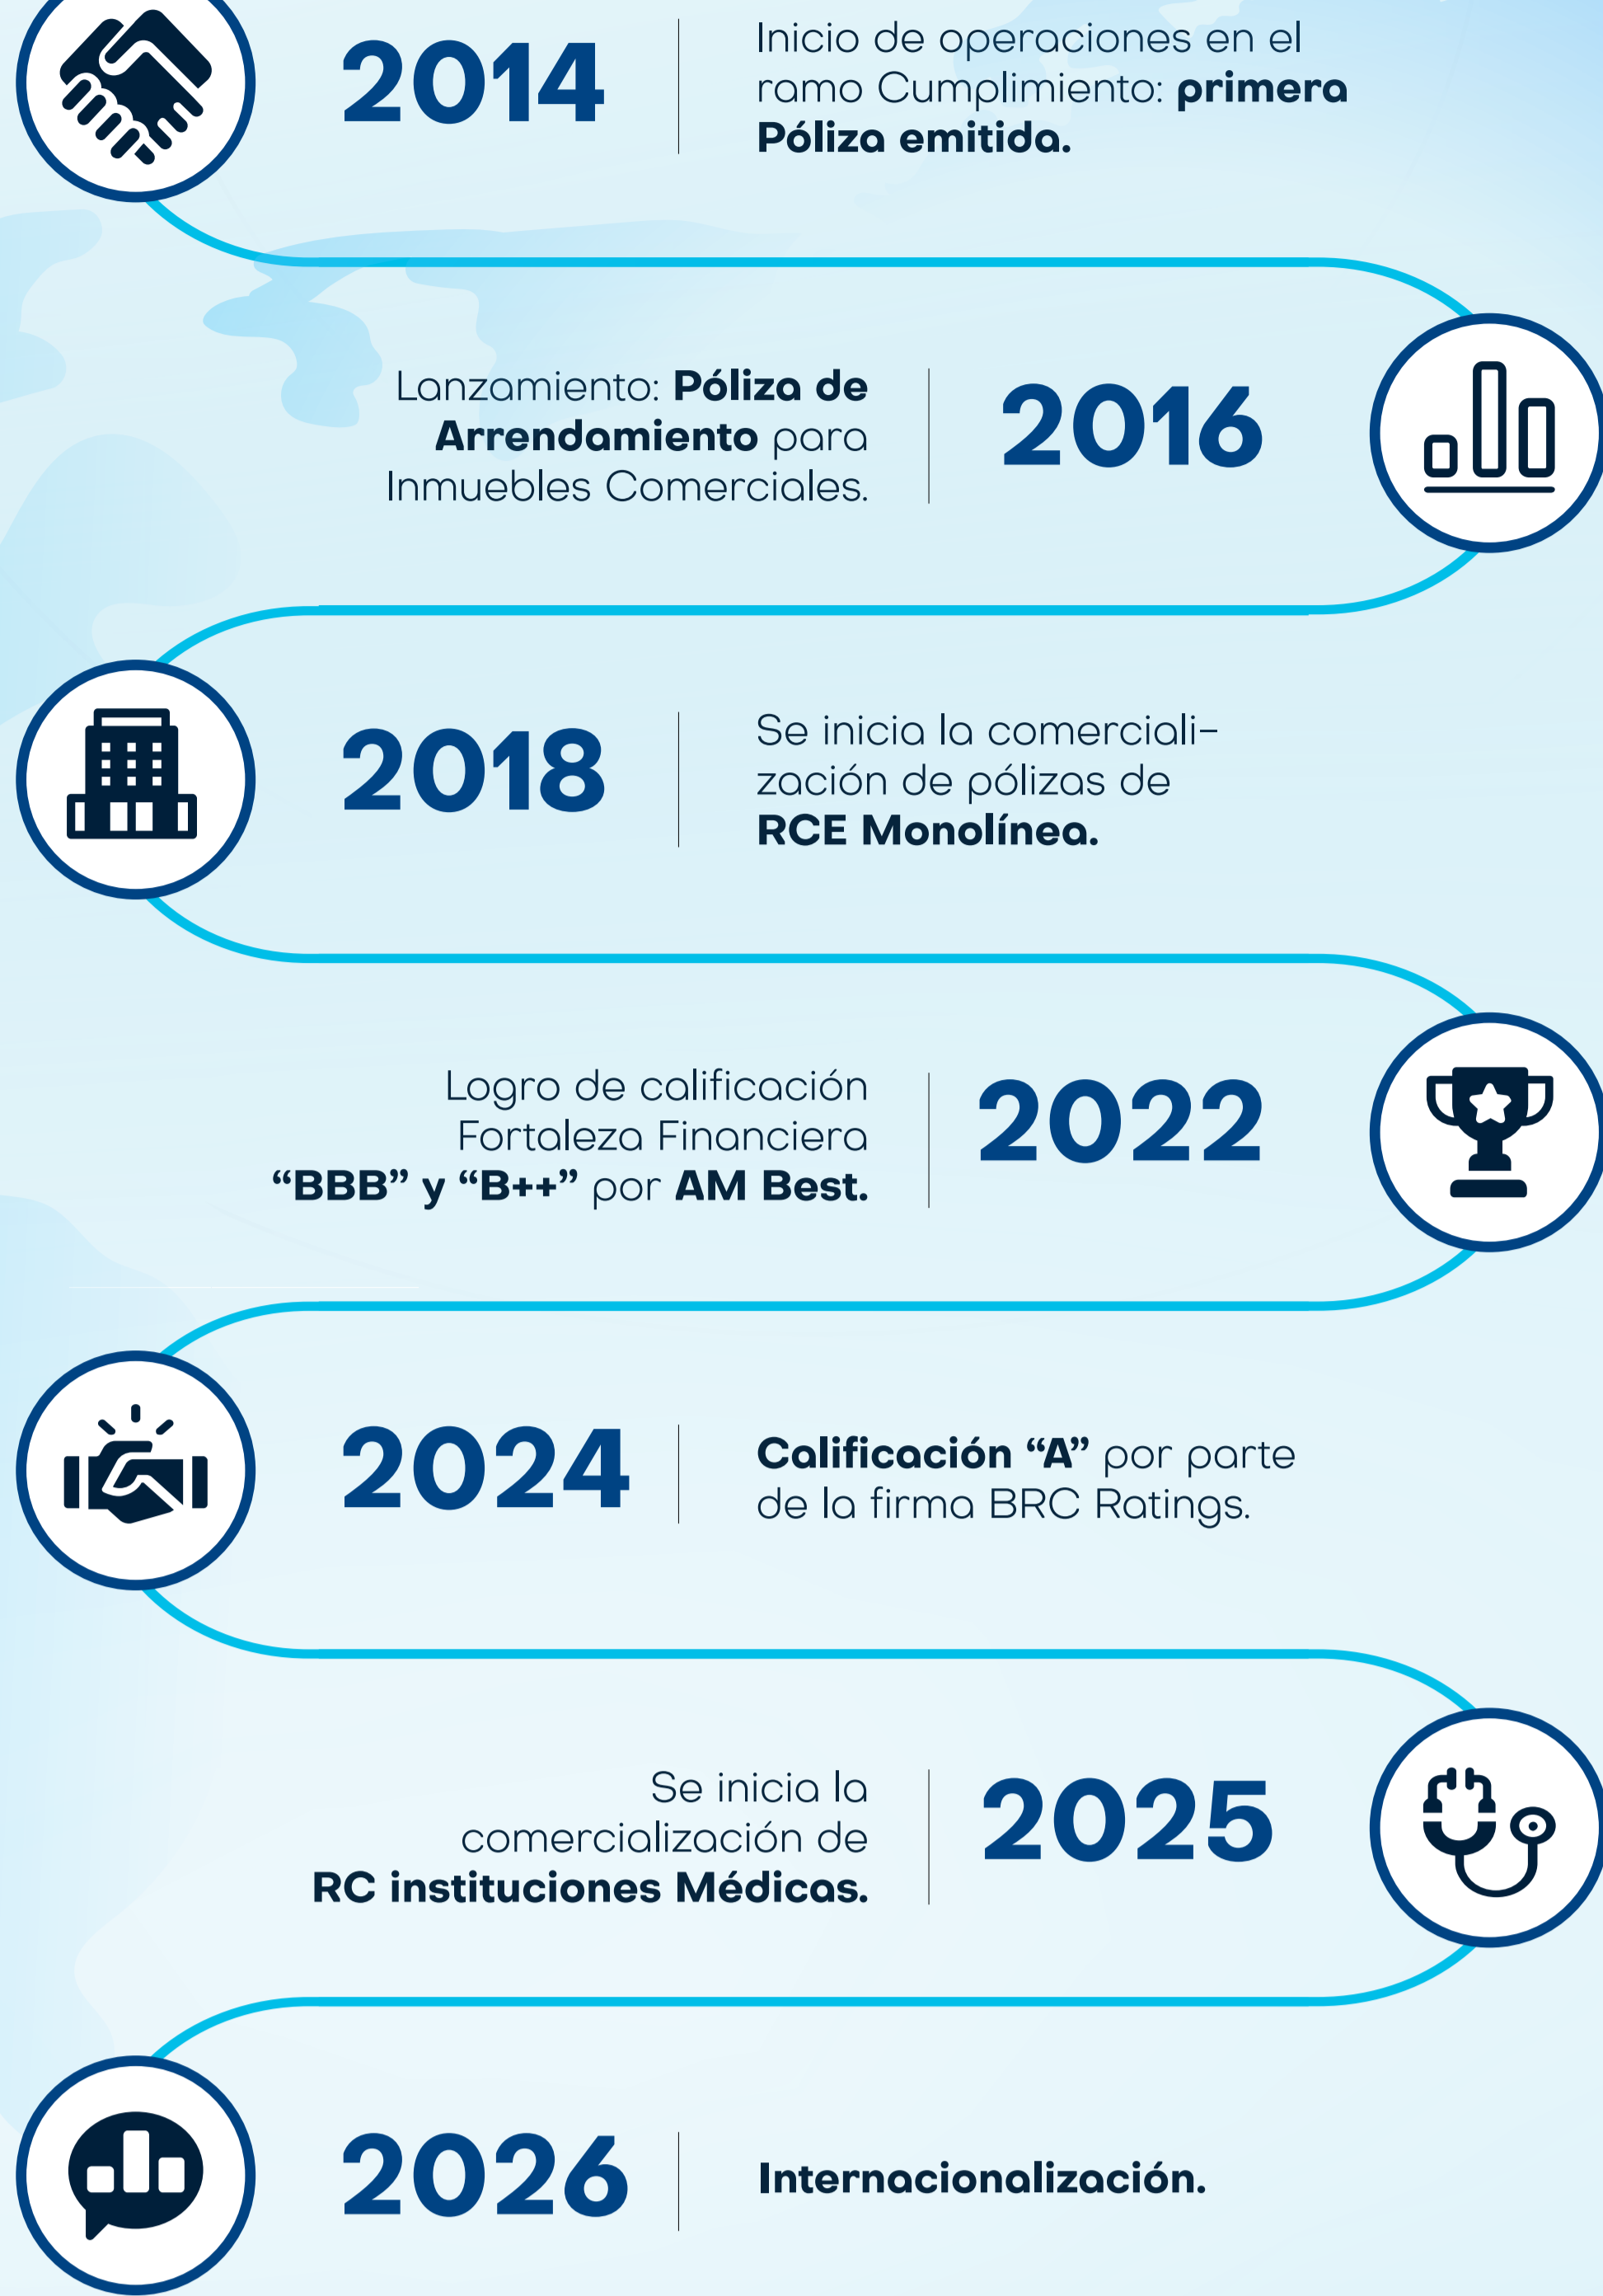 2014
Inicio de operaciones en el
ramo Cumplimiento: primera
Póliza emitida.
Lanzamiento: Póliza de
Arrendamiento para
Inmuebles Comerciales.
2016
2018
Se inicia la comerciali-
zación de pólizas de
RCE Monolínea.
Logro de calificación
Fortaleza Financiera
“BBB” y “B++” por AM Best.
2022
2024
Calificación “A” por parte
de la firma BRC Ratings.
Se inicia la
comercialización de
RC instituciones Médicas.
2025
2026
Internacionalización.